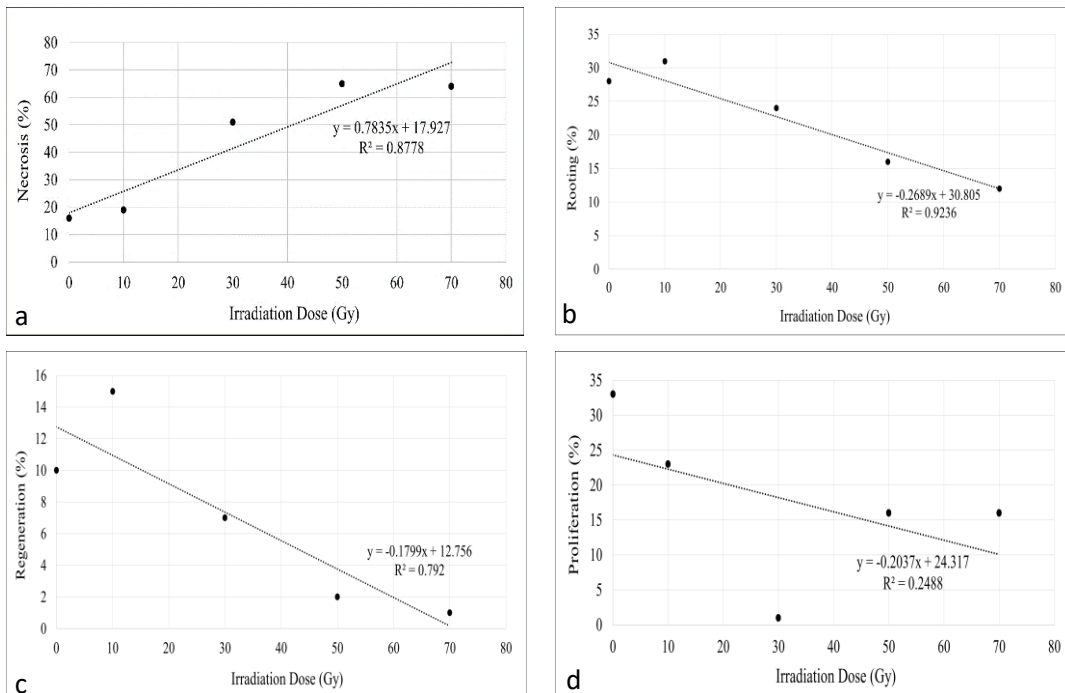 80
70
60
50
40
30
20
10
0
Necrosis (%)
y = 0.7835x + 17.927
R² = 0.8778
0 10 20 30 40 50 60 70 80
Irradiation Dose (Gy)
a
35
30
25
20
15
10
5
0
Rooting (%)
y = -0.2689x + 30.805
R² = 0.9236
0 10 20 30 40 50 60 70 80
Irradiation Dose (Gy)
b
16
14
12
10
8
6
4
2
0
Regeneration (%)
y = -0.1799x + 12.756
R² = 0.792
0 10 20 30 40 50 60 70 80
Irradiation Dose (Gy)
c
35
30
25
20
15
10
5
0
Proliferation (%)
y = -0.2037x + 24.317
R² = 0.2488
0 10 20 30 40 50 60 70 80
Irradiation Dose (Gy)
d